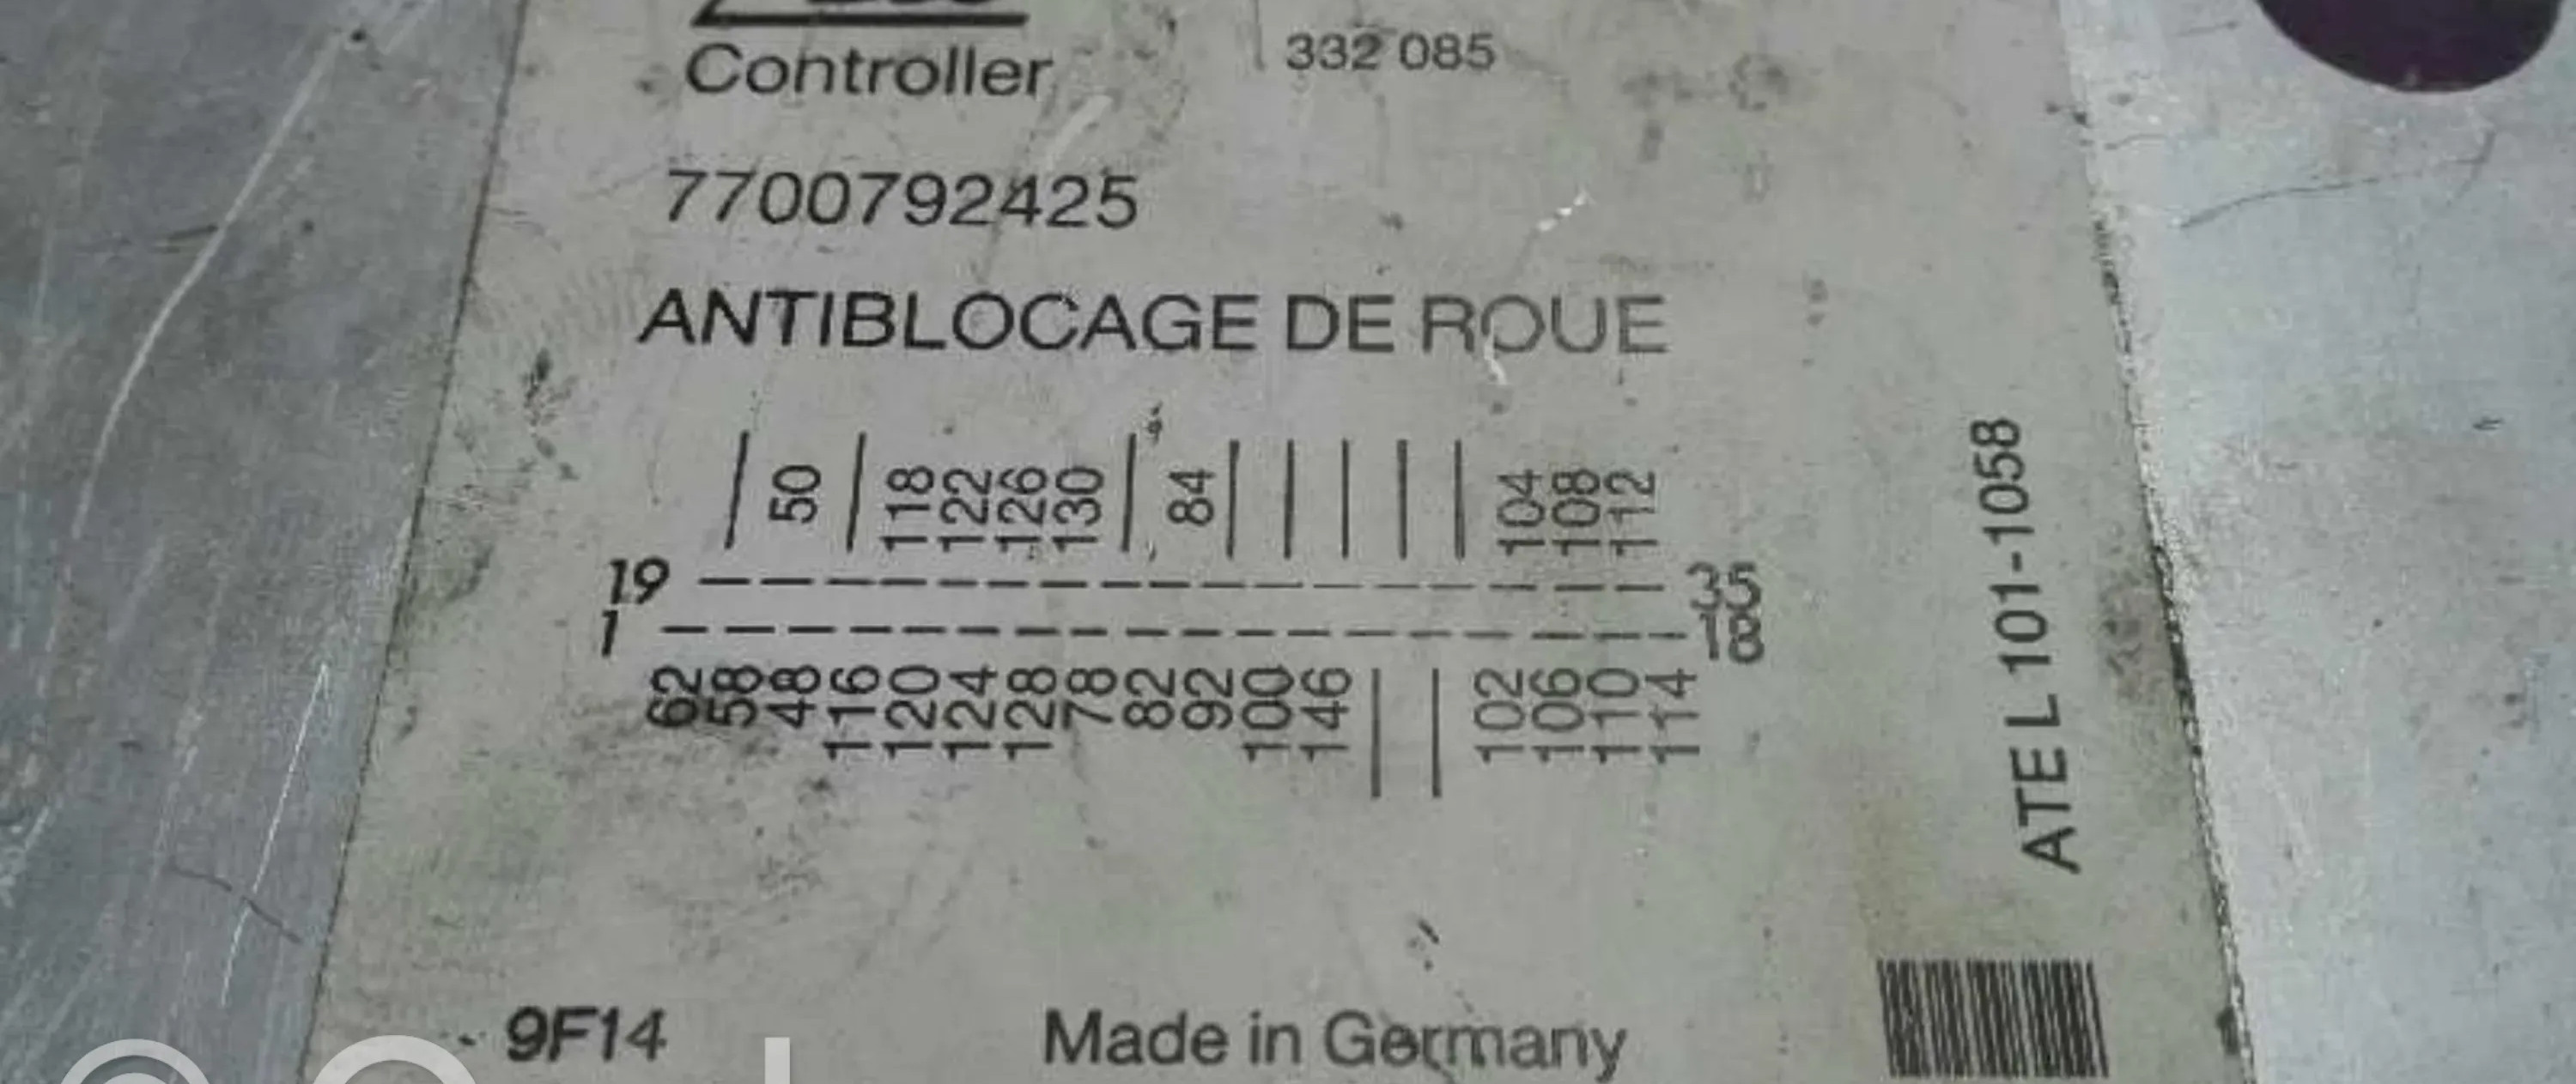 Controller
332 085
7700792425
ANTIBLOCAGE DE ROUE
| 50 | 118 122 126 130 | 84 | | | | | 104 108 112
19 ----------------- 35
1 ------------------ 18
62 58 48 116 120 124 128 78 82 92 100 146 | | 102 106 110 114
ATE L 101-1058
9F14
Made in Germany